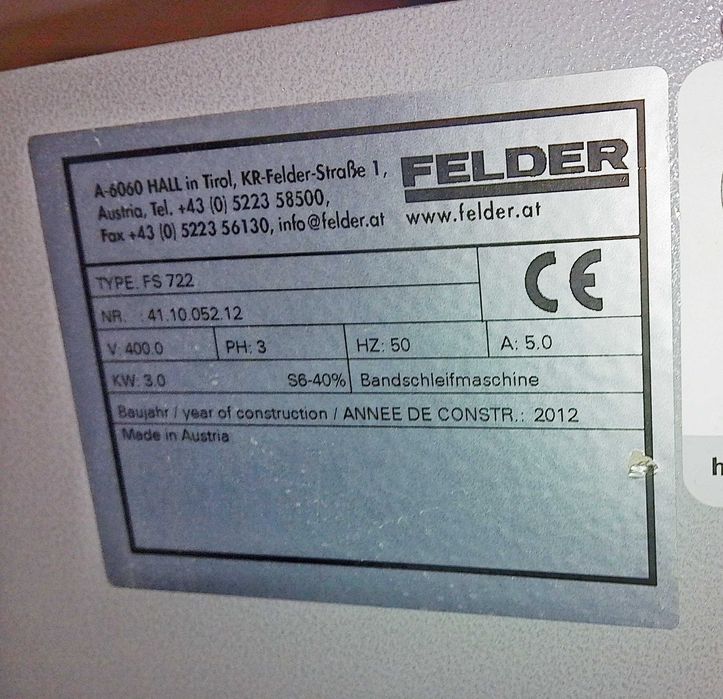 A-6060 HALL in Tirol, KR-Felder-Straße 1,
Austria, Tel. +43 (0) 5223 58500,
Fax +43 (0) 5223 56130, info@felder.at
FELDER
www.felder.at
TYPE: FS 722
NR. : 41.10.052.12
CE
V: 400.0 PH: 3 HZ: 50 A: 5.0
KW: 3.0 S6-40% Bandschleifmaschine
Baujahr / year of construction / ANNEE DE CONSTR.: 2012
Made in Austria
h